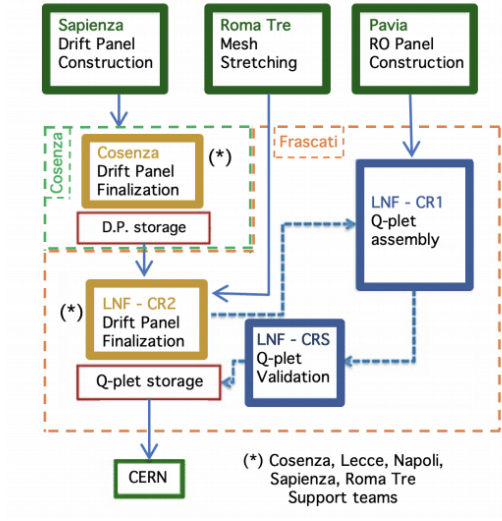 Sapienza
Drift Panel
Construction
Roma Tre
Mesh
Stretching
Pavia
RO Panel
Construction
Cosenza
Cosenza
Drift Panel
Finalization
(*)
D.P. storage
Frascati
LNF - CR1
Q-plet
assembly
(*)
LNF - CR2
Drift Panel
Finalization
LNF - CRS
Q-plet
Validation
Q-plet storage
CERN
(*) Cosenza, Lecce, Napoli,
Sapienza, Roma Tre
Support teams